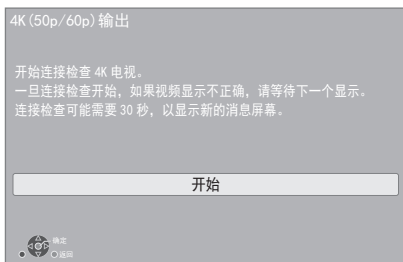 4K(50p/60p)输出
开始连接检查 4K 电视。
一旦连接检查开始，如果视频显示不正确，请等待下一个显示。
连接检查可能需要 30 秒，以显示新的消息屏幕。
开始
确定
返回